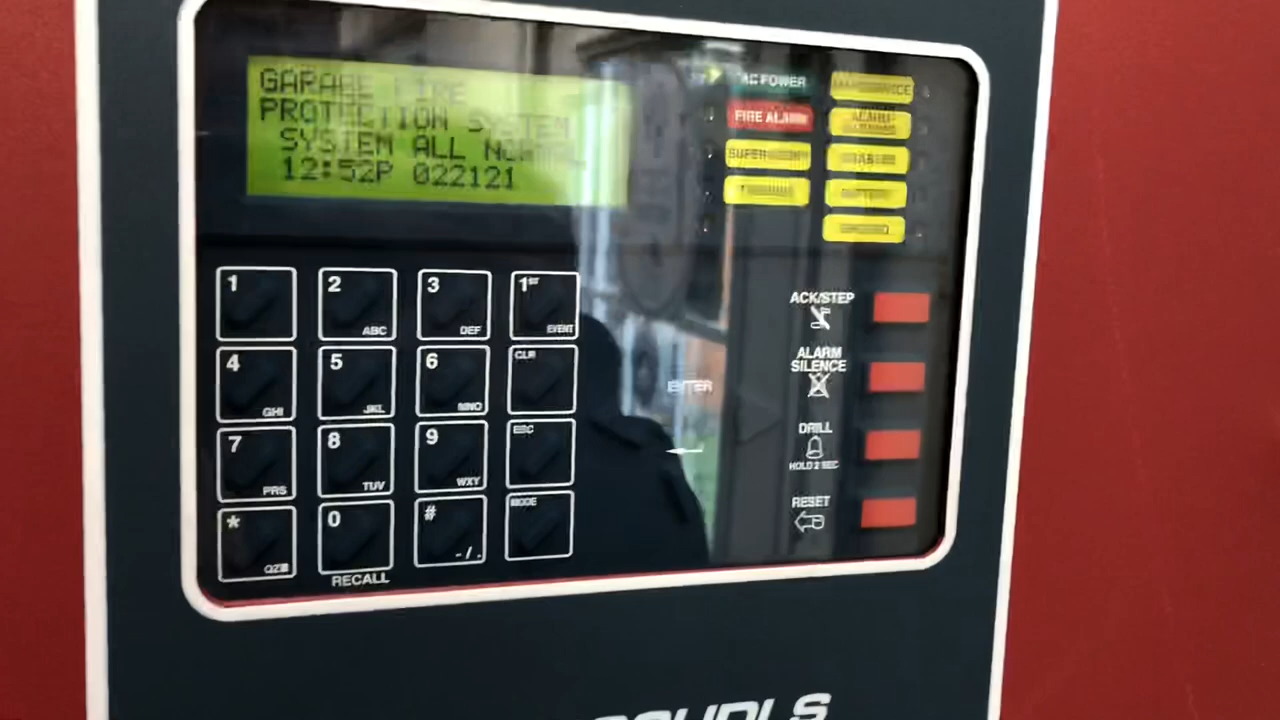 GARAGE FIRE
PROTECTION SYSTEM
SYSTEM ALL NORMAL
12:52P 022121
AC POWER
FIRE ALARM
1
2
ABC
3
DEF
1ST
EVENT
4
GHI
5
JKL
6
MNO
CLR
7
PRS
8
TUV
9
WXY
ESC
*
QZ
0
RECALL
#
- / .
MODE
ENTER
ACK/STEP
ALARM
SILENCE
DRILL
HOLD 2 SEC
RESET